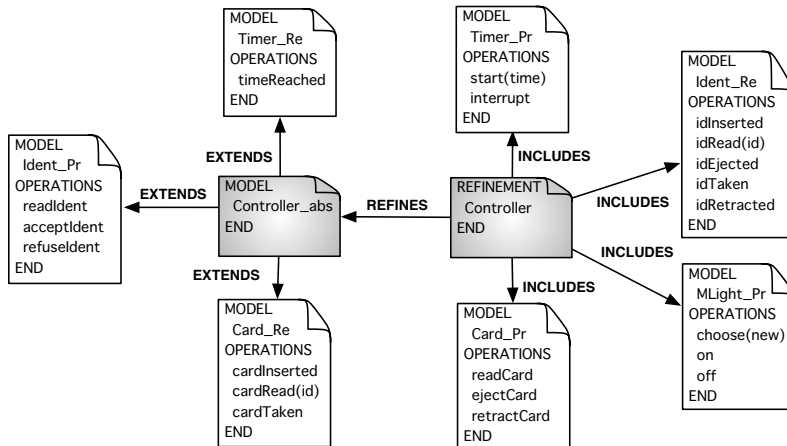 MODEL
Timer_Re
OPERATIONS
timeReached
END
MODEL
Timer_Pr
OPERATIONS
start(time)
interrupt
END
MODEL
Ident_Re
OPERATIONS
idInserted
idRead(id)
idEjected
idTaken
idRetracted
END
MODEL
Ident_Pr
OPERATIONS
readIdent
acceptIdent
refuseIdent
END
EXTENDS
EXTENDS
MODEL
Controller_abs
END
REFINES
REFINEMENT
Controller
END
INCLUDES
INCLUDES
INCLUDES
EXTENDS
INCLUDES
MODEL
Card_Re
OPERATIONS
cardInserted
cardRead(id)
cardTaken
END
MODEL
Card_Pr
OPERATIONS
readCard
ejectCard
retractCard
END
MODEL
MLight_Pr
OPERATIONS
choose(new)
on
off
END